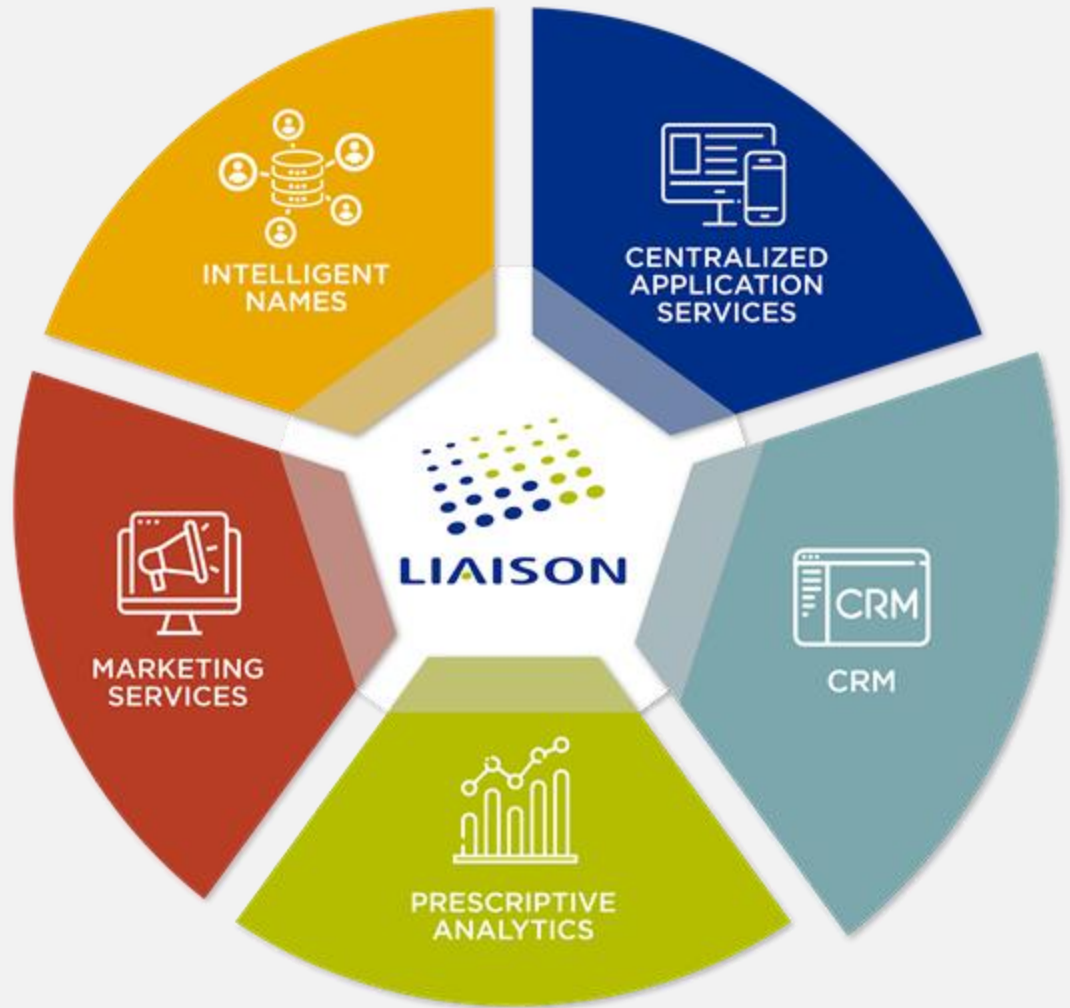 INTELLIGENT
NAMES
CENTRALIZED
APPLICATION
SERVICES
LIAISON
MARKETING
SERVICES
CRM
CRM
PRESCRIPTIVE
ANALYTICS